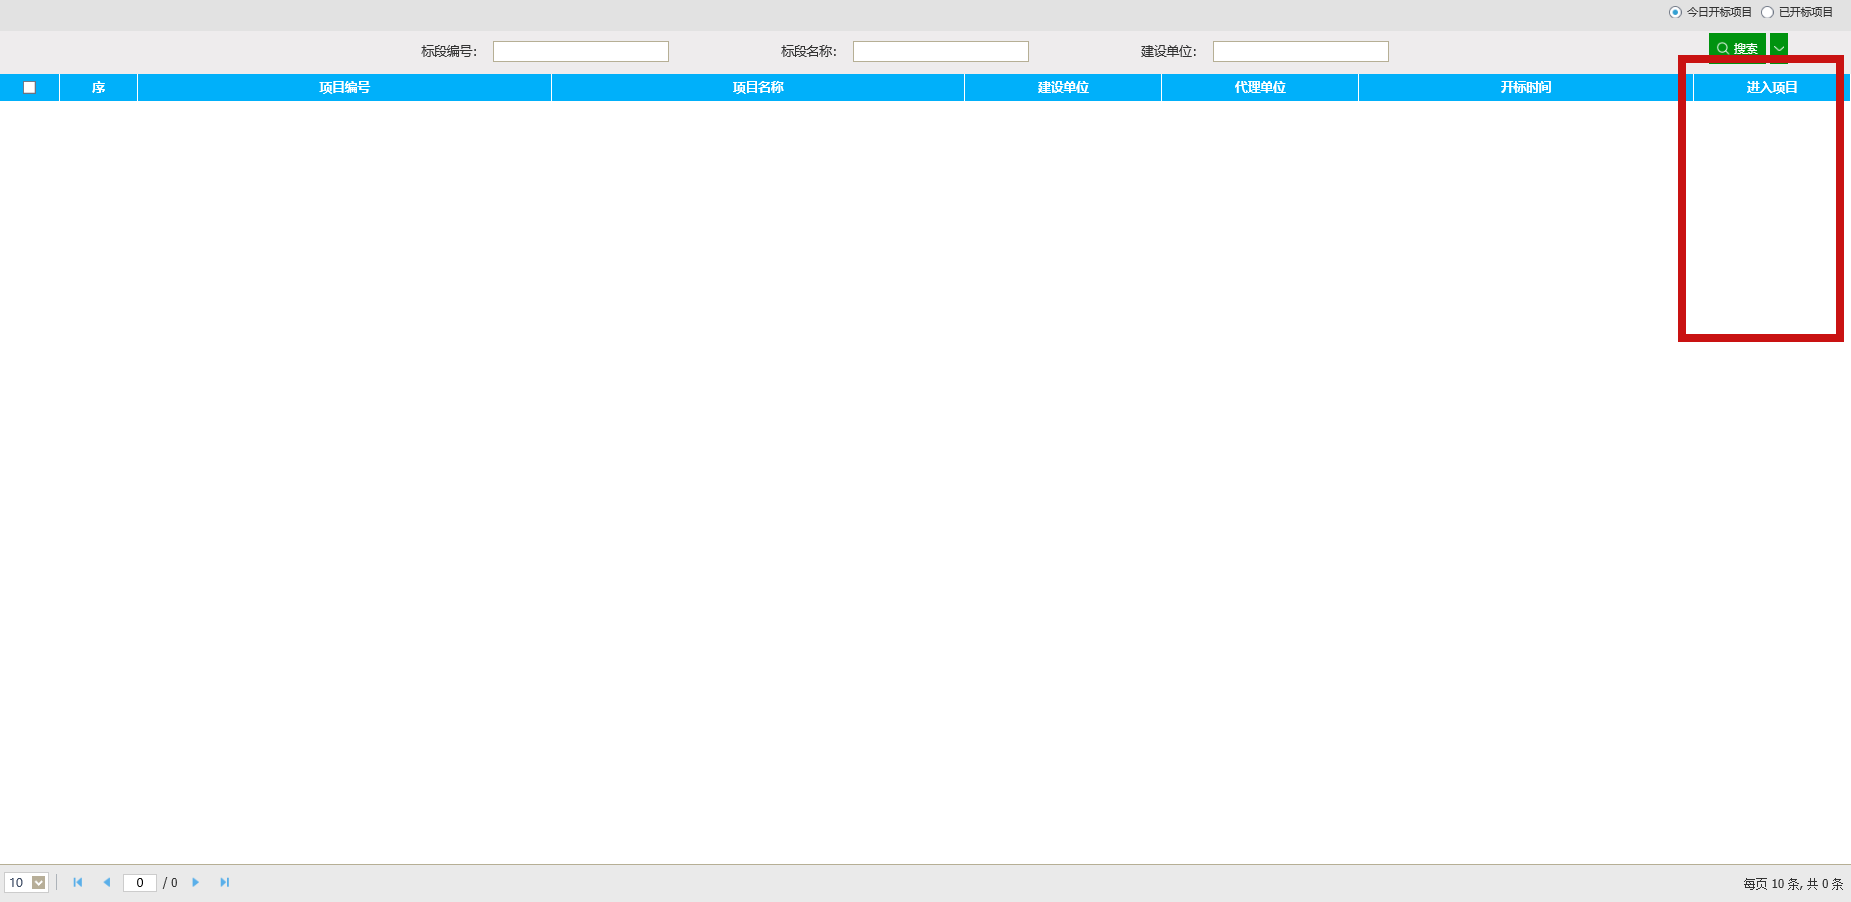 今日开标项目 已开标项目
标段编号： 标段名称： 建设单位： 搜索
序 项目编号 项目名称 建设单位 代理单位 开标时间 进入项目
10 0 / 0 每页 10 条, 共 0 条